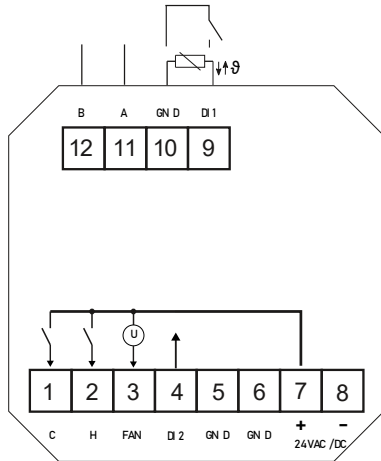 ϑ
B A GND DI1
12 11 10 9
U
1 2 3 4 5 6 7 8
+ −
C H FAN DI2 GND GND 24VAC/DC